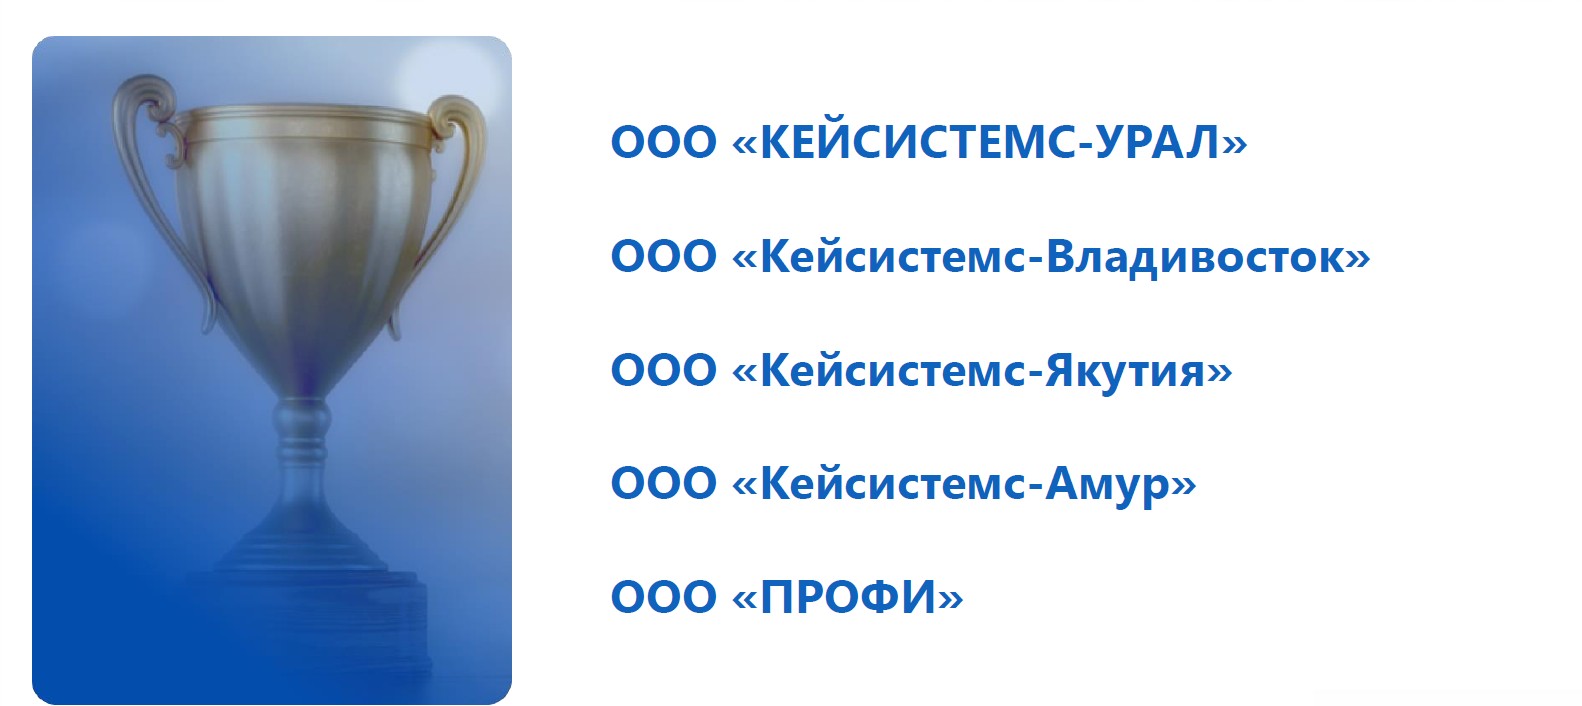 ООО «КЕЙСИСТЕМС-УРАЛ»
ООО «Кейсистемс-Владивосток»
ООО «Кейсистемс-Якутия»
ООО «Кейсистемс-Амур»
ООО «ПРОФИ»